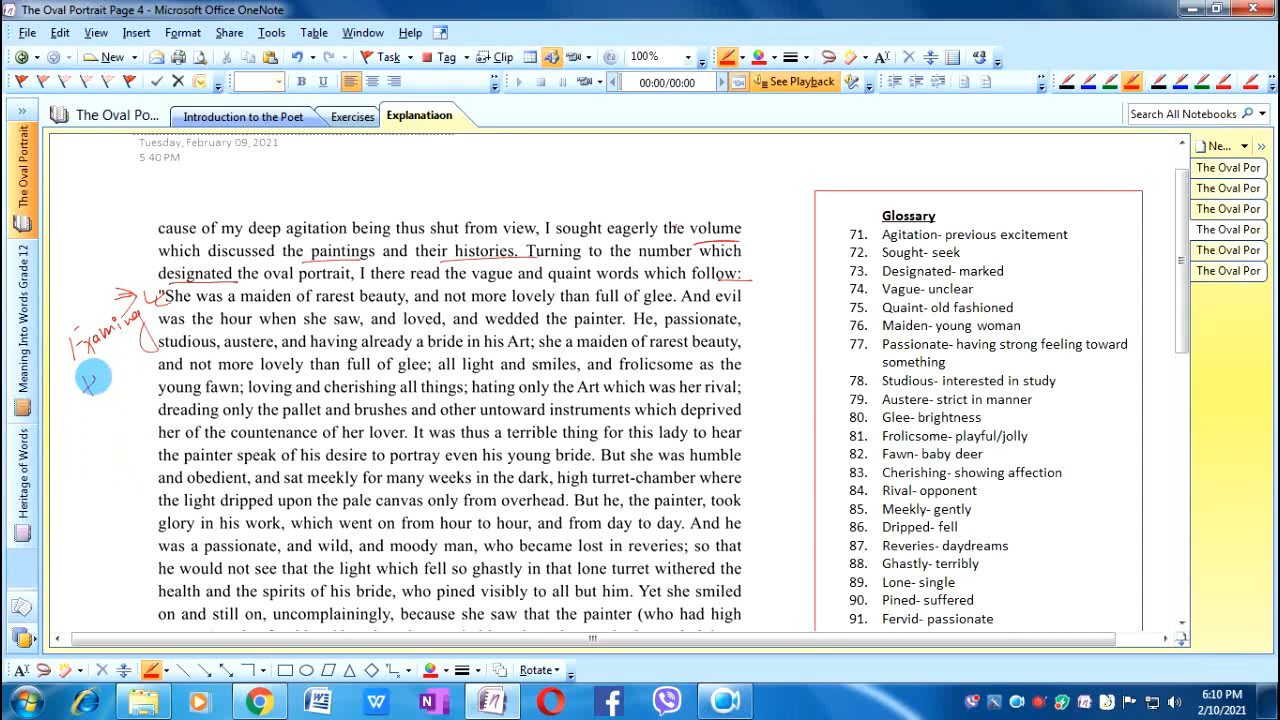 The Oval Portrait Page 4 - Microsoft Office OneNote
File Edit View Insert Format Share Tools Table Window Help
New Task Tag Clip 100%
00:00/00:00 See Playback
The Oval Po... Introduction to the Poet Exercises Explanatiaon Search All Notebooks
Tuesday, February 09, 2021
5 40 PM
cause of my deep agitation being thus shut from view, I sought eagerly the volume
which discussed the paintings and their histories. Turning to the number which
designated the oval portrait, I there read the vague and quaint words which follow:
"She was a maiden of rarest beauty, and not more lovely than full of glee. And evil
was the hour when she saw, and loved, and wedded the painter. He, passionate,
studious, austere, and having already a bride in his Art; she a maiden of rarest beauty,
and not more lovely than full of glee; all light and smiles, and frolicsome as the
young fawn; loving and cherishing all things; hating only the Art which was her rival;
dreading only the pallet and brushes and other untoward instruments which deprived
her of the countenance of her lover. It was thus a terrible thing for this lady to hear
the painter speak of his desire to portray even his young bride. But she was humble
and obedient, and sat meekly for many weeks in the dark, high turret-chamber where
the light dripped upon the pale canvas only from overhead. But he, the painter, took
glory in his work, which went on from hour to hour, and from day to day. And he
was a passionate, and wild, and moody man, who became lost in reveries; so that
he would not see that the light which fell so ghastly in that lone turret withered the
health and the spirits of his bride, who pined visibly to all but him. Yet she smiled
on and still on, uncomplainingly, because she saw that the painter (who had high
Glossary
71. Agitation- previous excitement
72. Sought- seek
73. Designated- marked
74. Vague- unclear
75. Quaint- old fashioned
76. Maiden- young woman
77. Passionate- having strong feeling toward
something
78. Studious- interested in study
79. Austere- strict in manner
80. Glee- brightness
81. Frolicsome- playful/jolly
82. Fawn- baby deer
83. Cherishing- showing affection
84. Rival- opponent
85. Meekly- gently
86. Dripped- fell
87. Reveries- daydreams
88. Ghastly- terribly
89. Lone- single
90. Pined- suffered
91. Fervid- passionate
Ne...
The Oval Por
The Oval Por
The Oval Por
The Oval Por
The Oval Por
The Oval Por
The Oval Portrait
Meaning Into Words Grade 12
Heritage of Words
Rotate
6:10 PM
2/10/2021